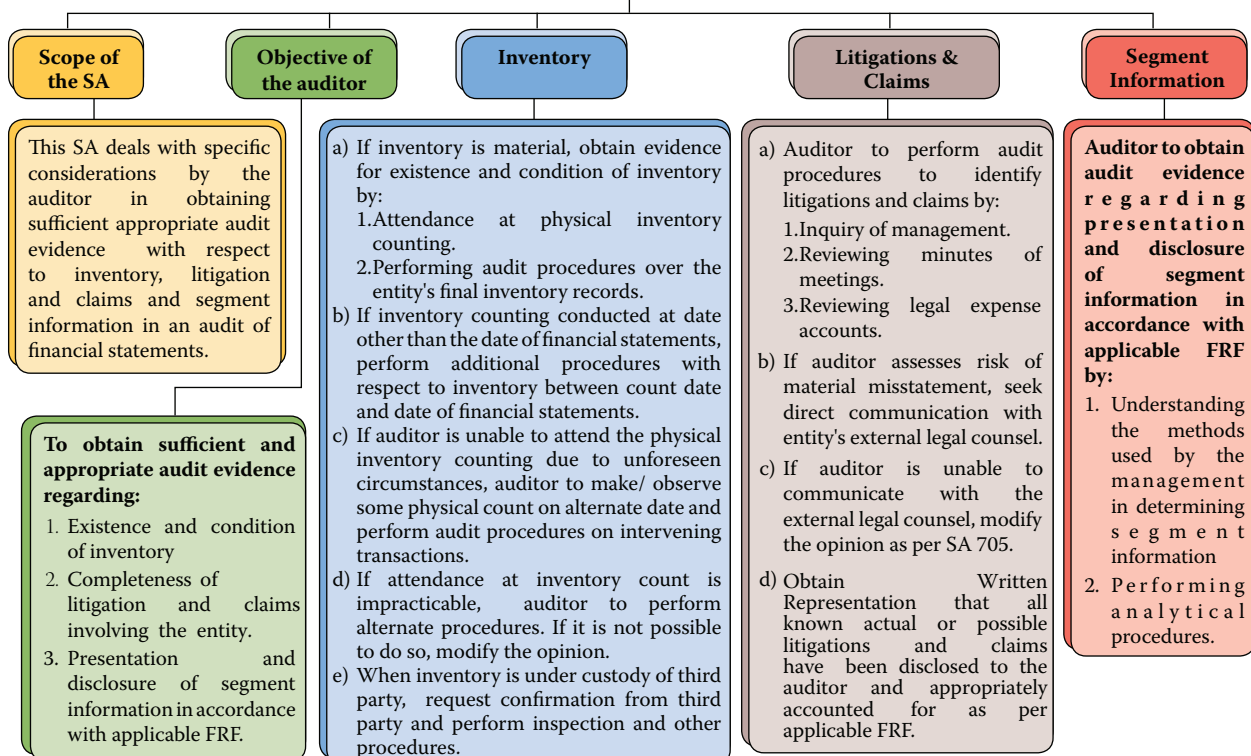 Scope of
the SA
This SA deals with specific
considerations by the
auditor in obtaining
sufficient appropriate audit
evidence with respect
to inventory, litigation
and claims and segment
information in an audit of
financial statements.
Objective of
the auditor
To obtain sufficient and
appropriate audit evidence
regarding:
1. Existence and condition
of inventory
2. Completeness of
litigation and claims
involving the entity.
3. Presentation and
disclosure of segment
information in accordance
with applicable FRF.
Inventory
a) If inventory is material, obtain evidence
for existence and condition of inventory
by:
1.Attendance at physical inventory
counting.
2.Performing audit procedures over the
entity's final inventory records.
b) If inventory counting conducted at date
other than the date of financial statements,
perform additional procedures with
respect to inventory between count date
and date of financial statements.
c) If auditor is unable to attend the physical
inventory counting due to unforeseen
circumstances, auditor to make/ observe
some physical count on alternate date and
perform audit procedures on intervening
transactions.
d) If attendance at inventory count is
impracticable, auditor to perform
alternate procedures. If it is not possible
to do so, modify the opinion.
e) When inventory is under custody of third
party, request confirmation from third
party and perform inspection and other
procedures.
Litigations &
Claims
a) Auditor to perform audit
procedures to identify
litigations and claims by:
1.Inquiry of management.
2.Reviewing minutes of
meetings.
3.Reviewing legal expense
accounts.
b) If auditor assesses risk of
material misstatement, seek
direct communication with
entity's external legal counsel.
c) If auditor is unable to
communicate with the
external legal counsel, modify
the opinion as per SA 705.
d) Obtain Written
Representation that all
known actual or possible
litigations and claims
have been disclosed to the
auditor and appropriately
accounted for as per
applicable FRF.
Segment
Information
Auditor to obtain
audit evidence
regarding
presentation
and disclosure
of segment
information in
accordance with
applicable FRF
by:
1. Understanding
the methods
used by the
management
in determining
segment
information
2. Performing
analytical
procedures.